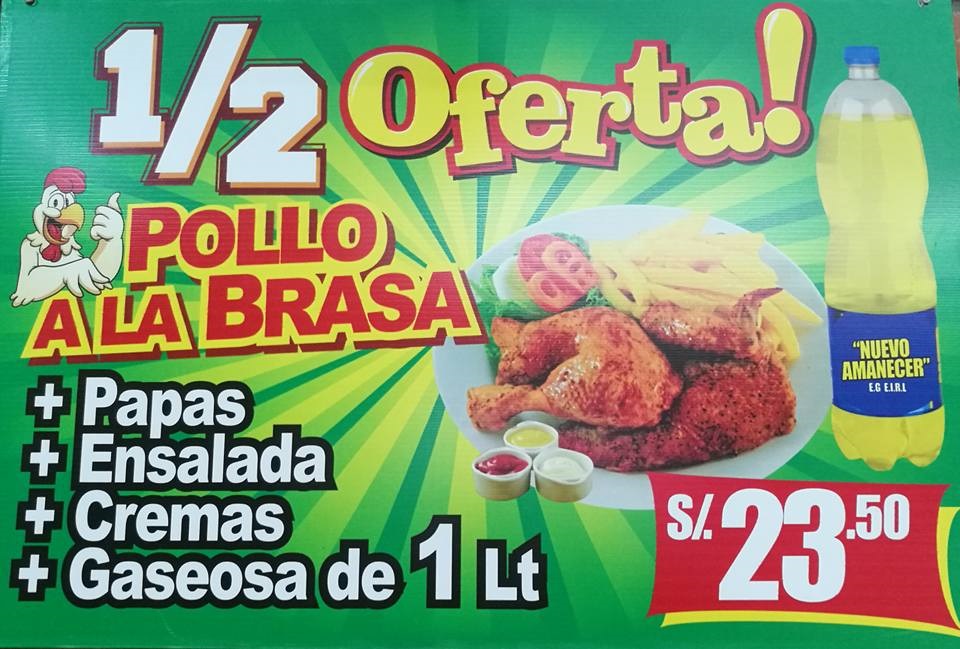 1/2 Oferta!
POLLO
A LA BRASA
+ Papas
+ Ensalada
+ Cremas
+ Gaseosa de 1 Lt
"NUEVO
AMANECER"
E.G E.I.R.L
S/. 23.50